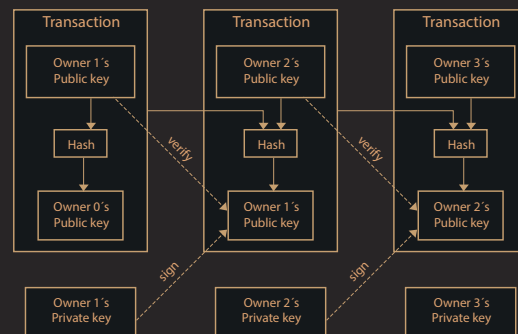 Transaction
Owner 1´s
Public key
Hash
Owner 0´s
Public key
Transaction
Owner 2´s
Public key
Hash
Owner 1´s
Public key
Transaction
Owner 3´s
Public key
Hash
Owner 2´s
Public key
verify
verify
sign
sign
Owner 1´s
Private key
Owner 2´s
Private key
Owner 3´s
Private key